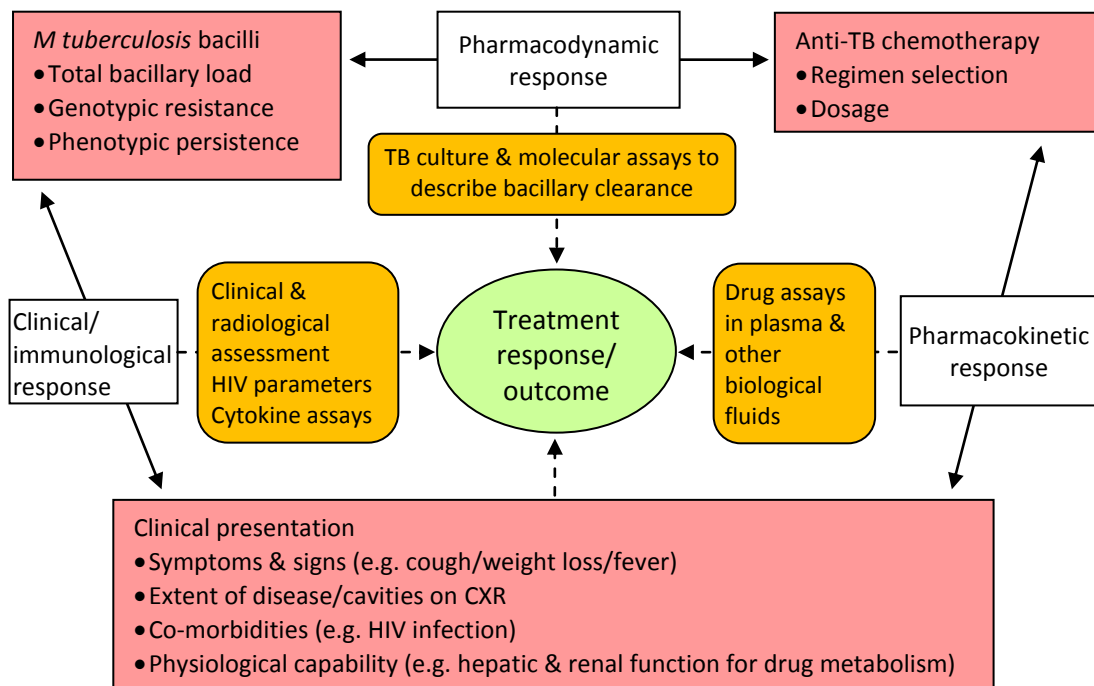 M tuberculosis bacilli
•Total bacillary load
•Genotypic resistance
•Phenotypic persistence
Pharmacodynamic
response
Anti-TB chemotherapy
•Regimen selection
•Dosage
TB culture & molecular assays to
describe bacillary clearance
Clinical/
immunological
response
Clinical &
radiological
assessment
HIV parameters
Cytokine assays
Treatment
response/
outcome
Drug assays
in plasma &
other
biological
fluids
Pharmacokinetic
response
Clinical presentation
•Symptoms & signs (e.g. cough/weight loss/fever)
•Extent of disease/cavities on CXR
•Co-morbidities (e.g. HIV infection)
•Physiological capability (e.g. hepatic & renal function for drug metabolism)